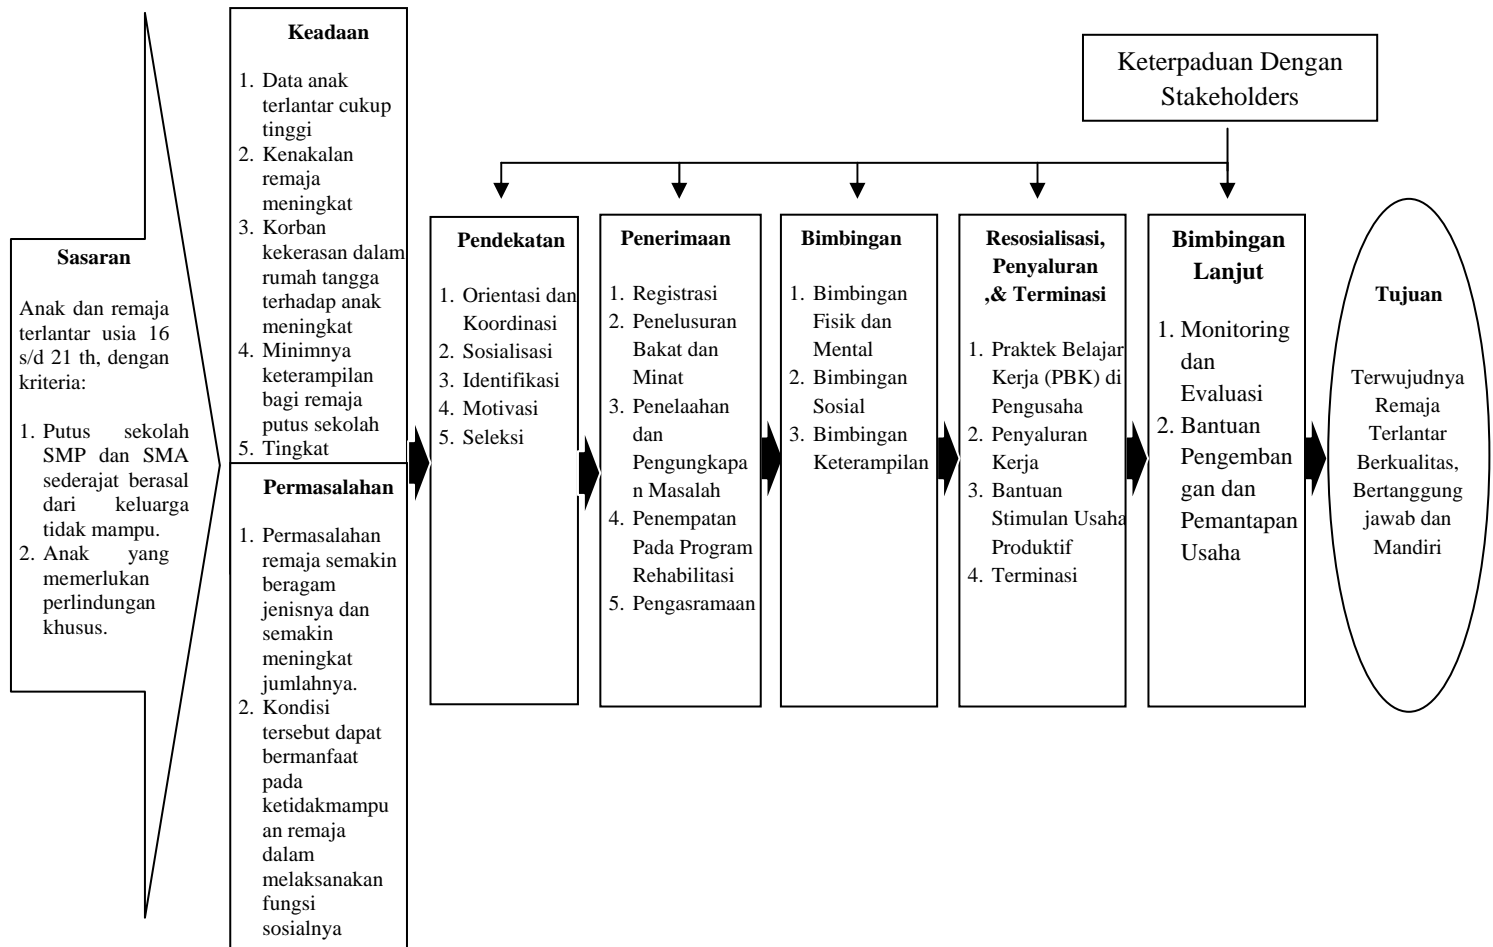 Sasaran
Anak dan remaja
terlantar usia 16
s/d 21 th, dengan
kriteria:
1. Putus sekolah
SMP dan SMA
sederajat berasal
dari keluarga
tidak mampu.
2. Anak yang
memerlukan
perlindungan
khusus.
Keadaan
1. Data anak
terlantar cukup
tinggi
2. Kenakalan
remaja
meningkat
3. Korban
kekerasan dalam
rumah tangga
terhadap anak
meningkat
4. Minimnya
keterampilan
bagi remaja
putus sekolah
5. Tingkat
Permasalahan
1. Permasalahan
remaja semakin
beragam
jenisnya dan
semakin
meningkat
jumlahnya.
2. Kondisi
tersebut dapat
bermanfaat
pada
ketidakmampu
an remaja
dalam
melaksanakan
fungsi
sosialnya
Keterpaduan Dengan
Stakeholders
Pendekatan
1. Orientasi dan
Koordinasi
2. Sosialisasi
3. Identifikasi
4. Motivasi
5. Seleksi
Penerimaan
1. Registrasi
2. Penelusuran
Bakat dan
Minat
3. Penelaahan
dan
Pengungkapa
n Masalah
4. Penempatan
Pada Program
Rehabilitasi
5. Pengasramaan
Bimbingan
1. Bimbingan
Fisik dan
Mental
2. Bimbingan
Sosial
3. Bimbingan
Keterampilan
Resosialisasi,
Penyaluran
,& Terminasi
1. Praktek Belajar
Kerja (PBK) di
Pengusaha
2. Penyaluran
Kerja
3. Bantuan
Stimulan Usaha
Produktif
4. Terminasi
Bimbingan
Lanjut
1. Monitoring
dan
Evaluasi
2. Bantuan
Pengemban
gan dan
Pemantapan
Usaha
Tujuan
Terwujudnya
Remaja
Terlantar
Berkualitas,
Bertanggung
jawab dan
Mandiri